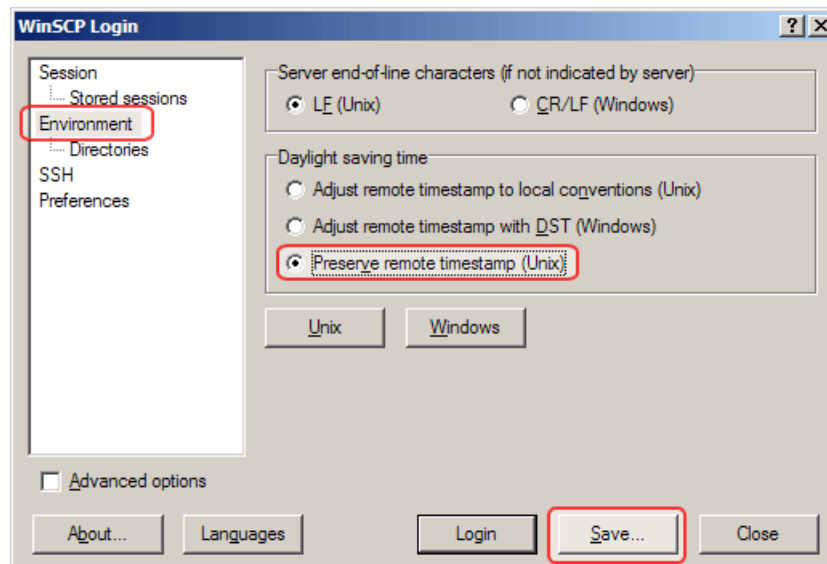 WinSCP Login
Session
Stored sessions
Environment
Directories
SSH
Preferences
Server end-of-line characters (if not indicated by server)
LF (Unix)
CR/LF (Windows)
Daylight saving time
Adjust remote timestamp to local conventions (Unix)
Adjust remote timestamp with DST (Windows)
Preserve remote timestamp (Unix)
Unix
Windows
Advanced options
About...
Languages
Login
Save...
Close